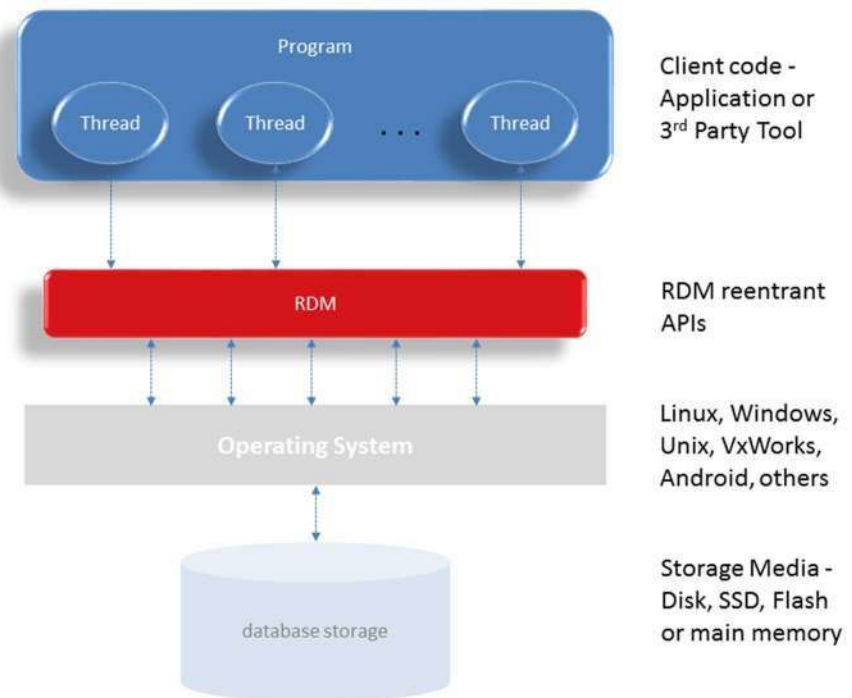 Program
Client code -
Application or
3rd Party Tool
Thread
Thread
. . .
Thread
RDM
RDM reentrant
APIs
Operating System
Linux, Windows,
Unix, VxWorks,
Android, others
database storage
Storage Media -
Disk, SSD, Flash
or main memory